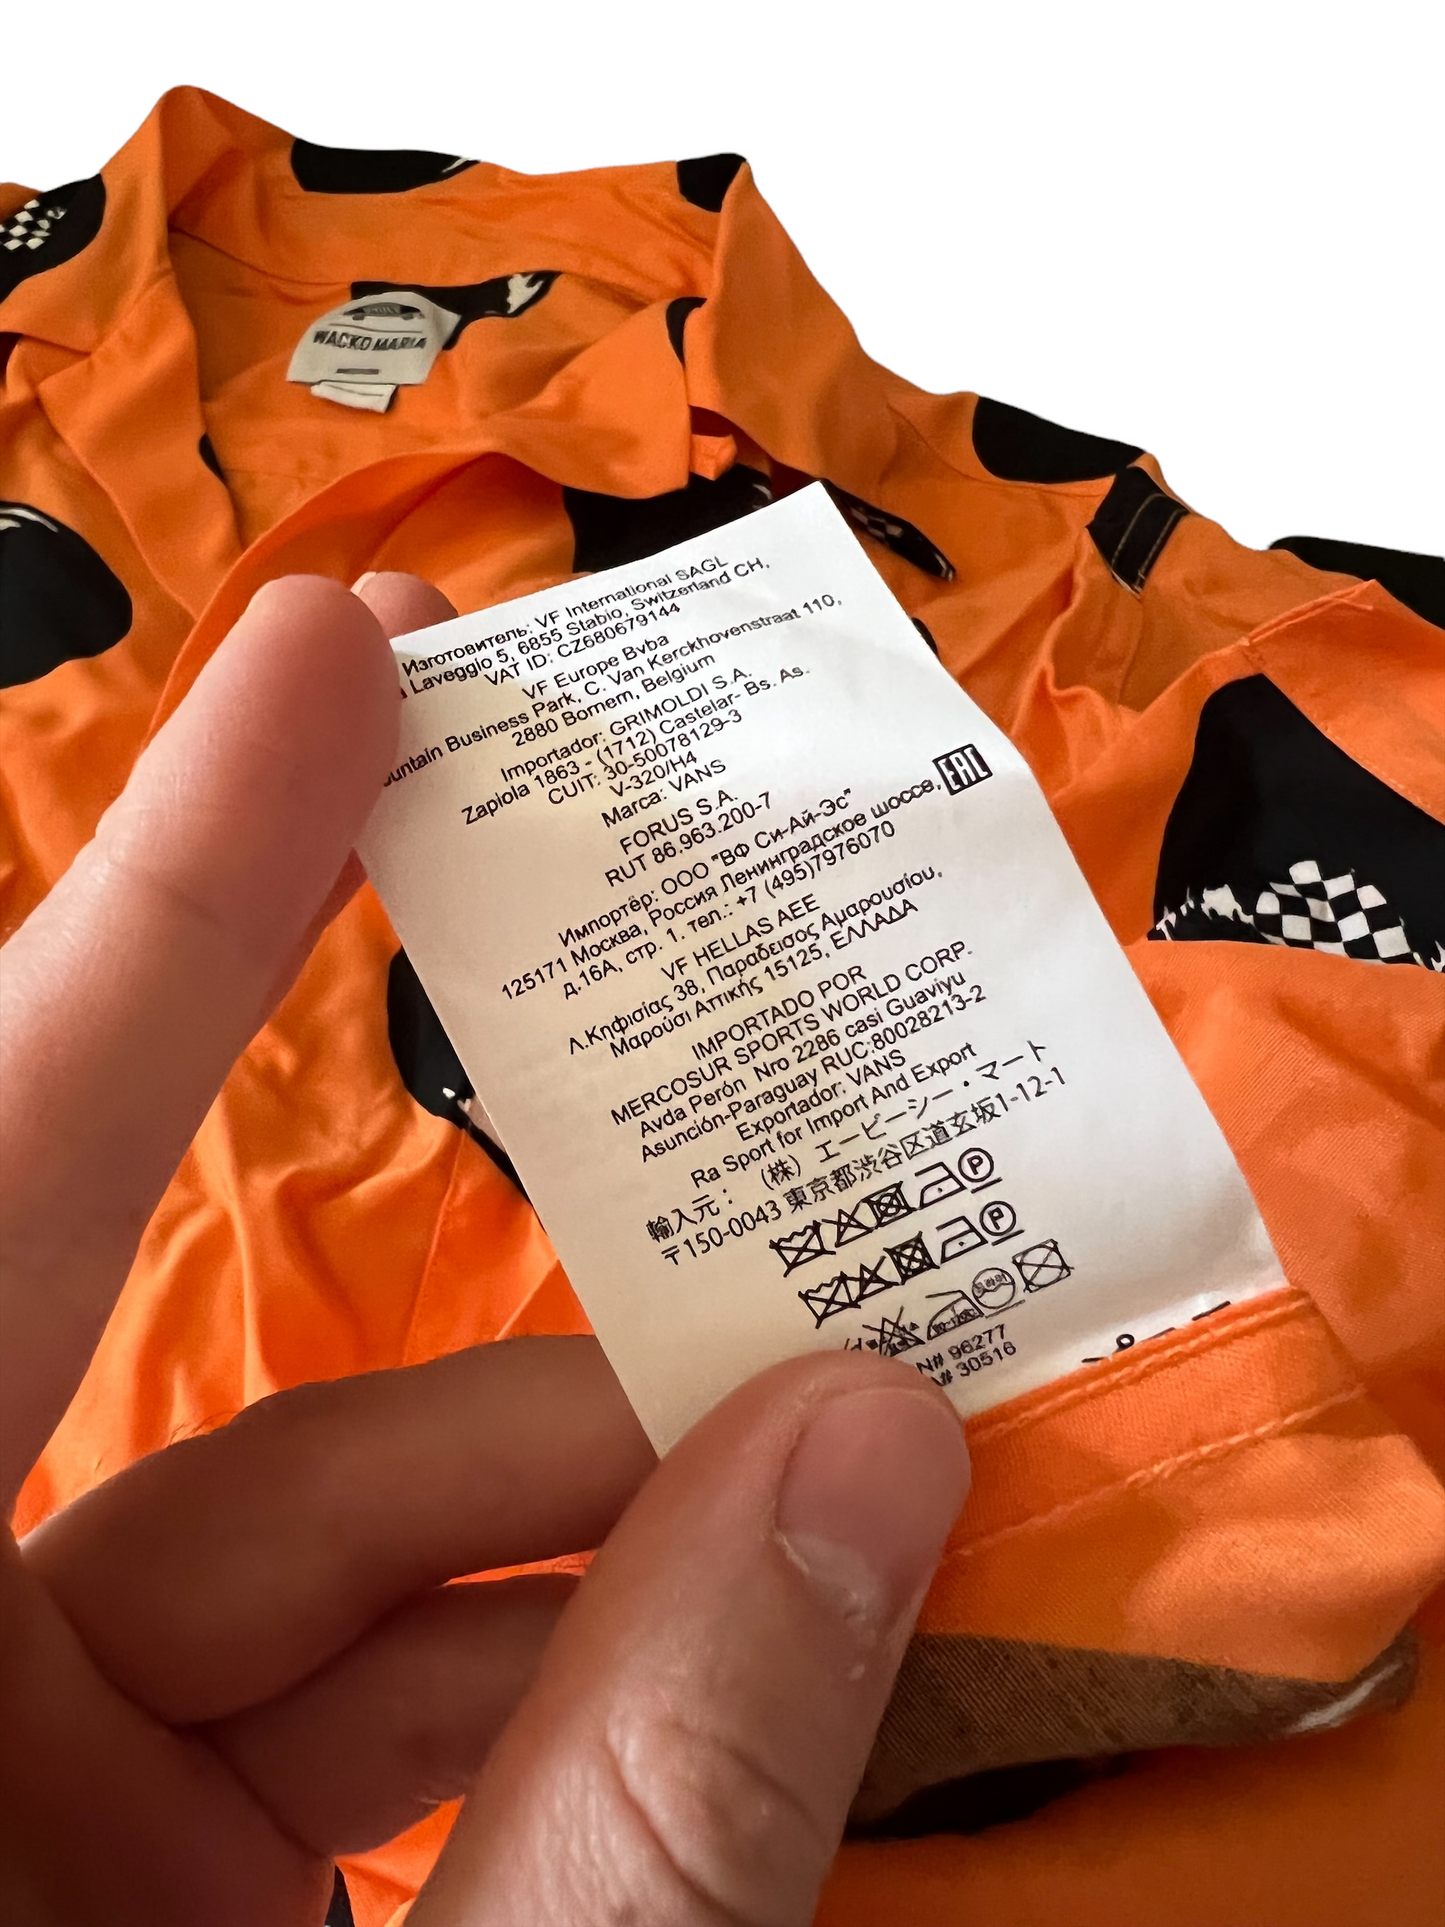 WACKO MARIA
Изготовитель: VF International SAGL
Laveggio 5, 6855 Stabio, Switzerland CH,
VAT ID: CZ680679144
VF Europe Bvba
Business Park, C. Van Kerckhovenstraat 110,
2880 Bornem, Belgium
Importador: GRIMOLDI S.A.
Zapiola 1863 - (1712) Castelar- Bs. As.
CUIT: 30-50078129-3
V-320/H4
Marca: VANS
FORUS S.A.
RUT 86.963.200-7
Импортёр: ООО "ВФ Си-Ай-Эс"
125171 Москва, Россия Ленинградское шоссе,
д.16А, стр. 1. тел.: +7 (495)7976070
EAC
VF HELLAS AEE
Λ.Κηφισίας 38, Παραδεισος Αμαρουσίου,
Μαρούσι Αττικής 15125, ΕΛΛΑΔΑ
IMPORTADO POR
MERCOSUR SPORTS WORLD CORP.
Avda Perón Nro 2286 casi Guaviyu
Asunción-Paraguay RUC:80028213-2
Exportador: VANS
Ra Sport for Import And Export
輸入元： （株）エービーシー・マート
〒150-0043 東京都渋谷区道玄坂1-12-1
P
P
N# 96277
# 30516